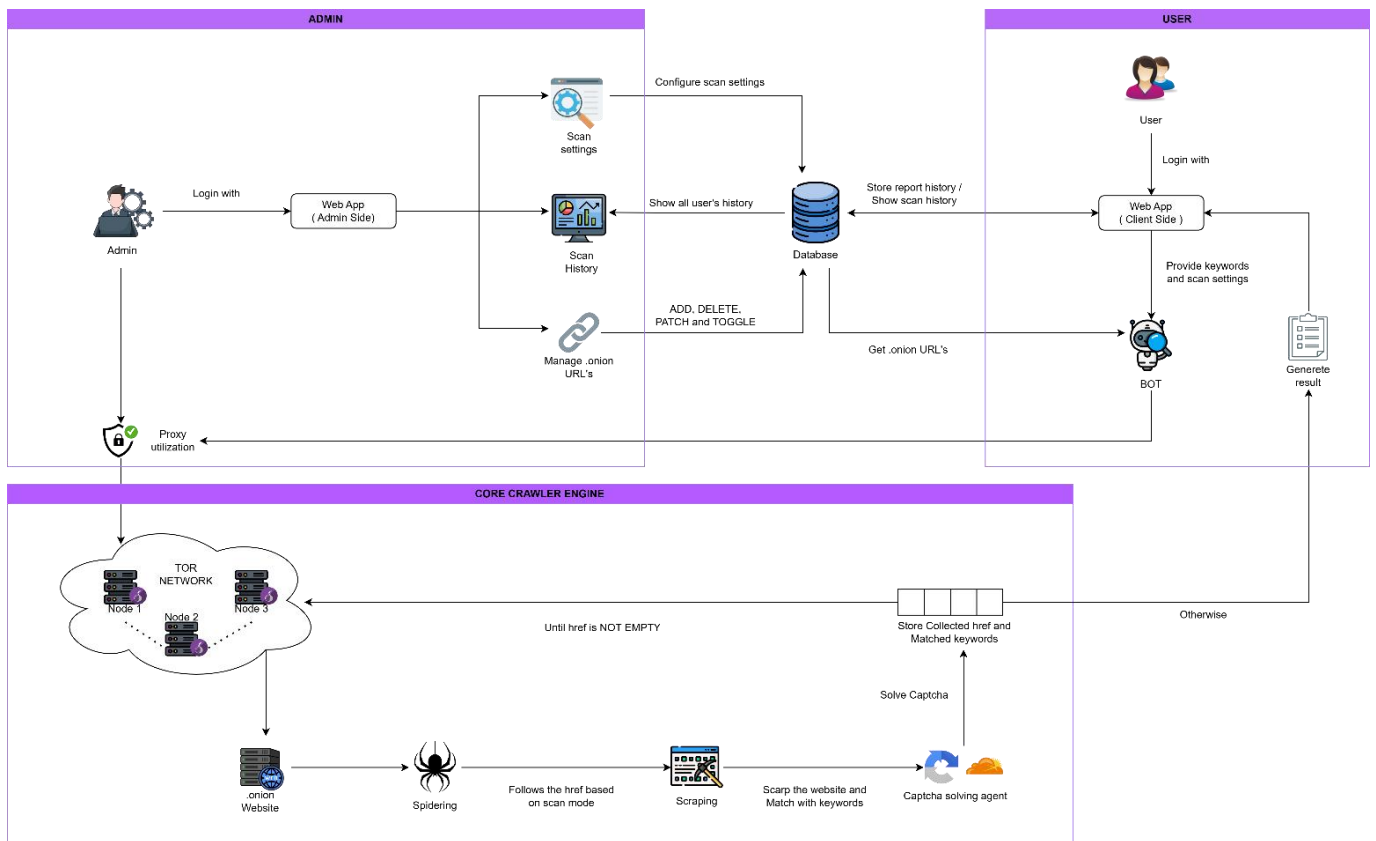 ADMIN
USER
Configure scan settings
Scan
settings
User
Login with
Login with
Web App
( Admin Side)
Show all user's history
Store report history /
Show scan history
Web App
( Client Side )
Admin
Scan
History
Database
Provide keywords
and scan settings
ADD, DELETE,
PATCH and TOGGLE
Manage .onion
URL's
Get .onion URL's
BOT
Generete
result
Proxy
utilization
CORE CRAWLER ENGINE
TOR
NETWORK
Node 1
Node 2
Node 3
Until href is NOT EMPTY
Store Collected href and
Matched keywords
Otherwise
Solve Captcha
.onion
Website
Spidering
Follows the href based
on scan mode
Scraping
Scarp the website and
Match with keywords
Captcha solving agent